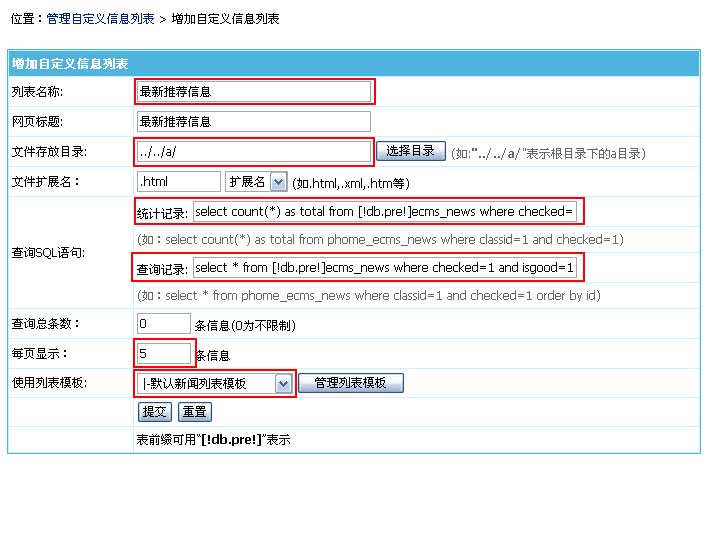 位置：管理自定义信息列表 > 增加自定义信息列表
增加自定义信息列表
列表名称: 最新推荐信息
网页标题: 最新推荐信息
文件存放目录: ../../a/ 选择目录 (如:"../../a/"表示根目录下的a目录)
文件扩展名： .html 扩展名 (如.html,.xml,.htm等)
查询SQL语句:
统计记录: select count(*) as total from [!db.pre!]ecms_news where checked=
(如：select count(*) as total from phome_ecms_news where classid=1 and checked=1)
查询记录: select * from [!db.pre!]ecms_news where checked=1 and isgood=1
(如：select * from phome_ecms_news where classid=1 and checked=1 order by id)
查询总条数： 0 条信息(0为不限制)
每页显示： 5 条信息
使用列表模板: |-默认新闻列表模板 管理列表模板
提交 重置
表前缀可用“[!db.pre!]”表示